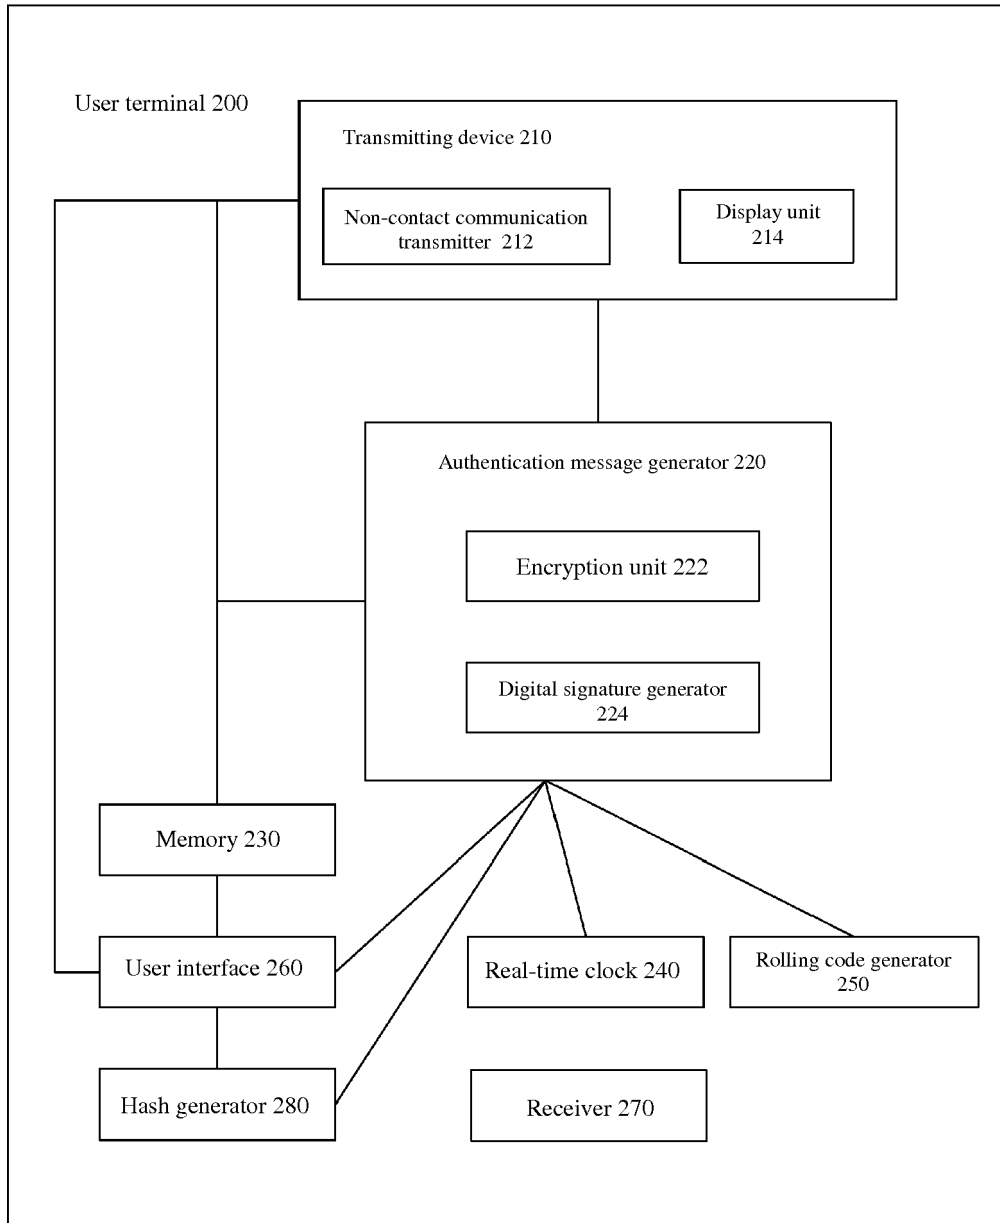 User terminal 200
Transmitting device 210
Non-contact communication
transmitter 212
Display unit
214
Authentication message generator 220
Encryption unit 222
Digital signature generator
224
Memory 230
User interface 260
Real-time clock 240
Rolling code generator
250
Hash generator 280
Receiver 270